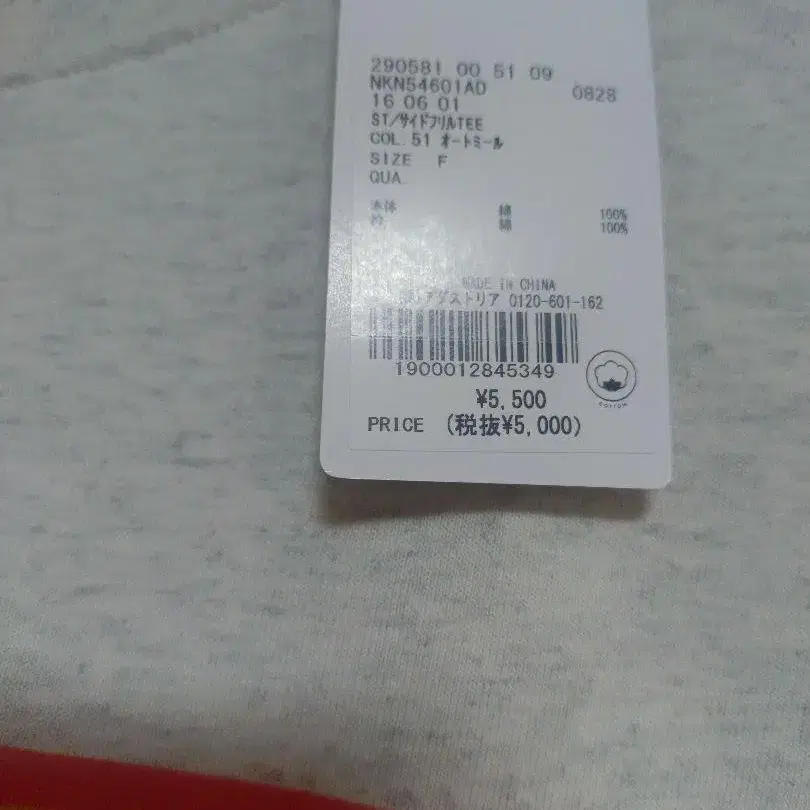 290581 00 51 09
NKN54601AD 0828
16 06 01
ST/サイドフリルTEE
COL.51 オートミール
SIZE F
QUA.
本体 綿 100%
衿 綿 100%
MADE IN CHINA
アダストリア 0120-601-162
1900012845349
COTTON
¥5,500
PRICE (税抜¥5,000)